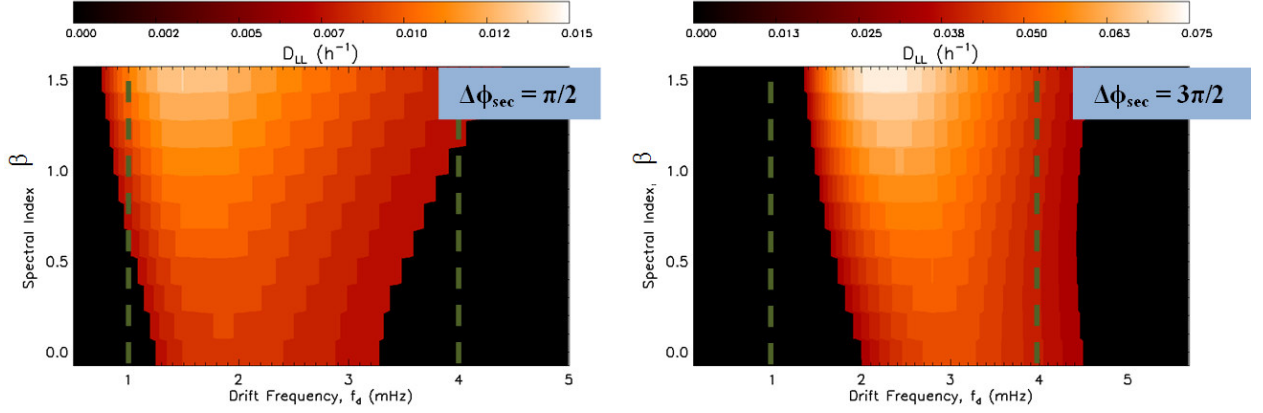 0.000 0.002 0.005 0.007 0.010 0.012 0.015
D_LL (h⁻¹)
Δϕ_sec = π/2
1.5
1.0
0.5
0.0
Spectral Index β
1 2 3 4 5
Drift Frequency, f_d (mHz)
0.000 0.013 0.025 0.038 0.050 0.063 0.075
D_LL (h⁻¹)
Δϕ_sec = 3π/2
1.5
1.0
0.5
0.0
Spectral Index, β
1 2 3 4 5
Drift Frequency, f_d (mHz)